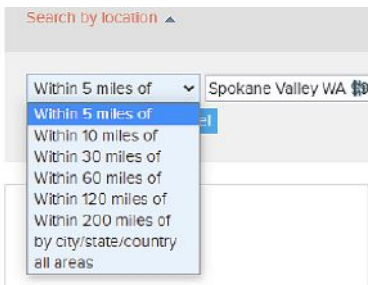 Search by location
Within 5 miles of
Spokane Valley WA
Within 5 miles of
Within 10 miles of
Within 30 miles of
Within 60 miles of
Within 120 miles of
Within 200 miles of
by city/state/country
all areas